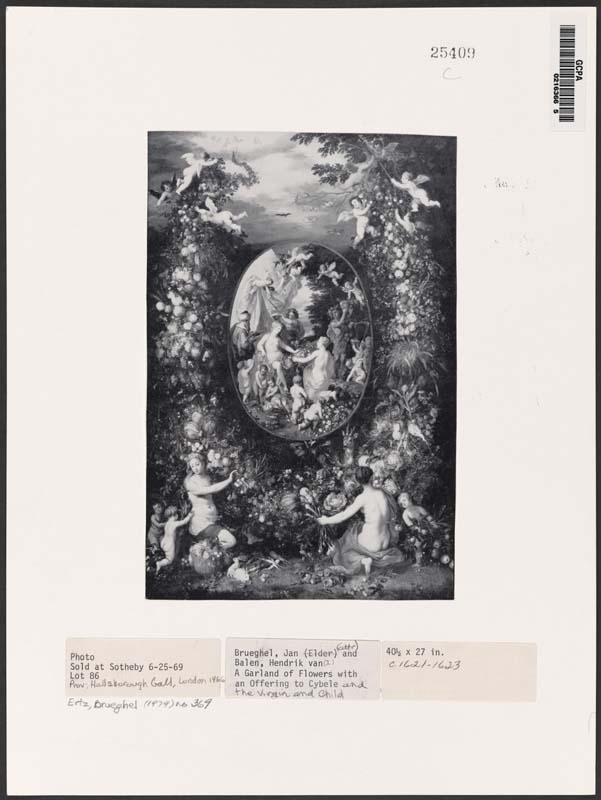 25409
C
GCPA
0216366 5
Photo
Sold at Sotheby 6-25-69
Lot 86
Prov; Hallsborough Gall, London 1966
Ertz, Brueghel (1979) no 369
Brueghel, Jan (Elder) (attr) and
Balen, Hendrik van (I)
A Garland of Flowers with
an Offering to Cybele and
the Virgin and Child
40½ x 27 in.
c.1621-1623